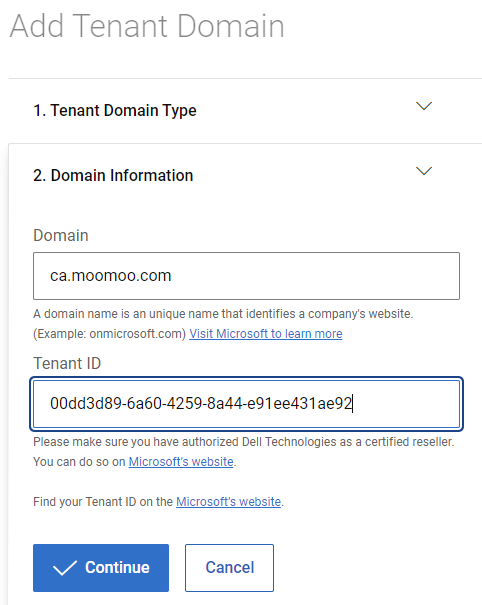 Add Tenant Domain
1. Tenant Domain Type
2. Domain Information
Domain
ca.moomoo.com
A domain name is an unique name that identifies a company's website.
(Example: onmicrosoft.com) Visit Microsoft to learn more
Tenant ID
00dd3d89-6a60-4259-8a44-e91ee431ae92
Please make sure you have authorized Dell Technologies as a certified reseller.
You can do so on Microsoft's website.
Find your Tenant ID on the Microsoft's website.
Continue Cancel